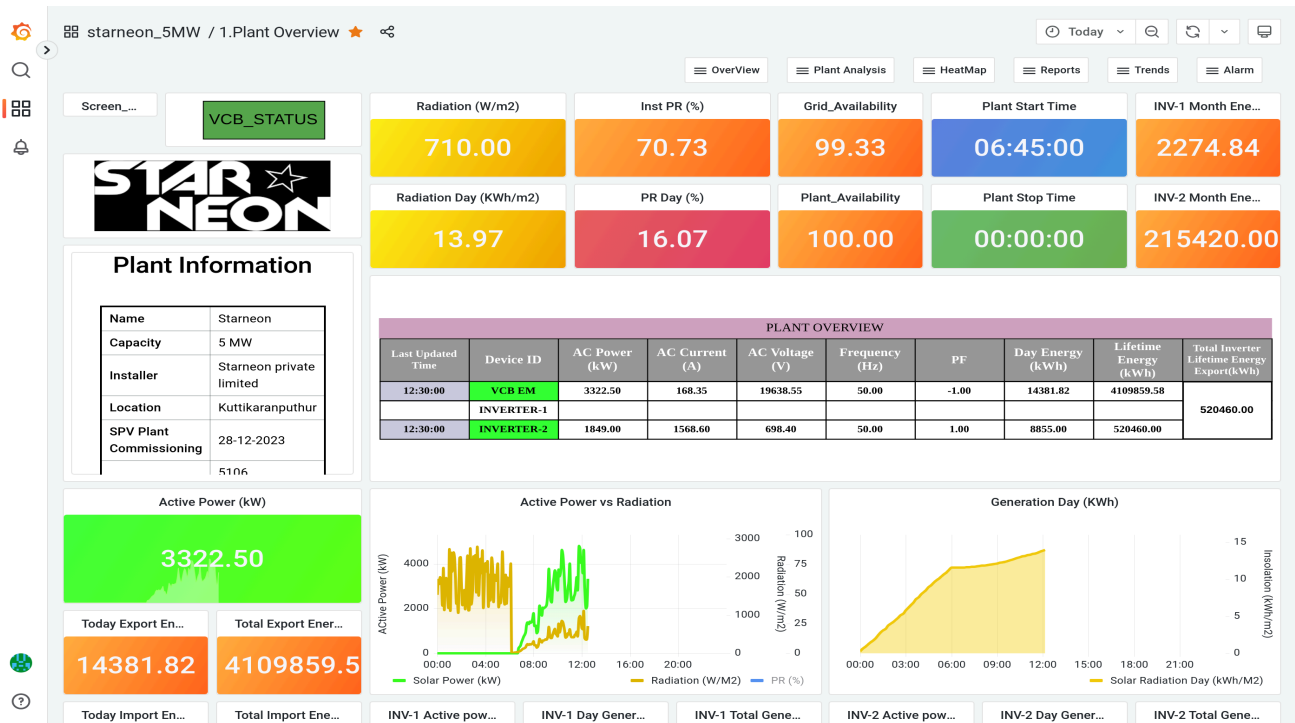 starneon_5MW / 1.Plant Overview
Today
OverView
Plant Analysis
HeatMap
Reports
Trends
Alarm
Screen_...
VCB_STATUS
STAR
NEON
Plant Information
Name Starneon
Capacity 5 MW
Installer Starneon private
limited
Location Kuttikaranputhur
SPV Plant
Commissioning 28-12-2023
5106
Radiation (W/m2)
710.00
Inst PR (%)
70.73
Grid_Availability
99.33
Plant Start Time
06:45:00
INV-1 Month Ene...
2274.84
Radiation Day (KWh/m2)
13.97
PR Day (%)
16.07
Plant_Availability
100.00
Plant Stop Time
00:00:00
INV-2 Month Ene...
215420.00
PLANT OVERVIEW
Last Updated Time Device ID AC Power (kW) AC Current (A) AC Voltage (V) Frequency (Hz) PF Day Energy (kWh) Lifetime Energy (kWh) Total Inverter Lifetime Energy Export(kWh)
12:30:00 VCB EM 3322.50 168.35 19638.55 50.00 -1.00 14381.82 4109859.58
INVERTER-1
520460.00
12:30:00 INVERTER-2 1849.00 1568.60 698.40 50.00 1.00 8855.00 520460.00
Active Power (kW)
3322.50
Today Export En...
14381.82
Total Export Ener...
4109859.5
Today Import En...
Total Import Ene...
Active Power vs Radiation
ACtive Power (kW)
4000
2000
0
3000
2000
1000
0
Radiation (W/m2)
100
75
50
25
0
00:00 04:00 08:00 12:00 16:00 20:00
Solar Power (kW) Radiation (W/M2) PR (%)
Generation Day (KWh)
15
10
5
0
Insolation (kWh/m2)
00:00 03:00 06:00 09:00 12:00 15:00 18:00 21:00
Solar Radiation Day (kWh/M2)
INV-1 Active pow...
INV-1 Day Gener...
INV-1 Total Gene...
INV-2 Active pow...
INV-2 Day Gener...
INV-2 Total Gene...